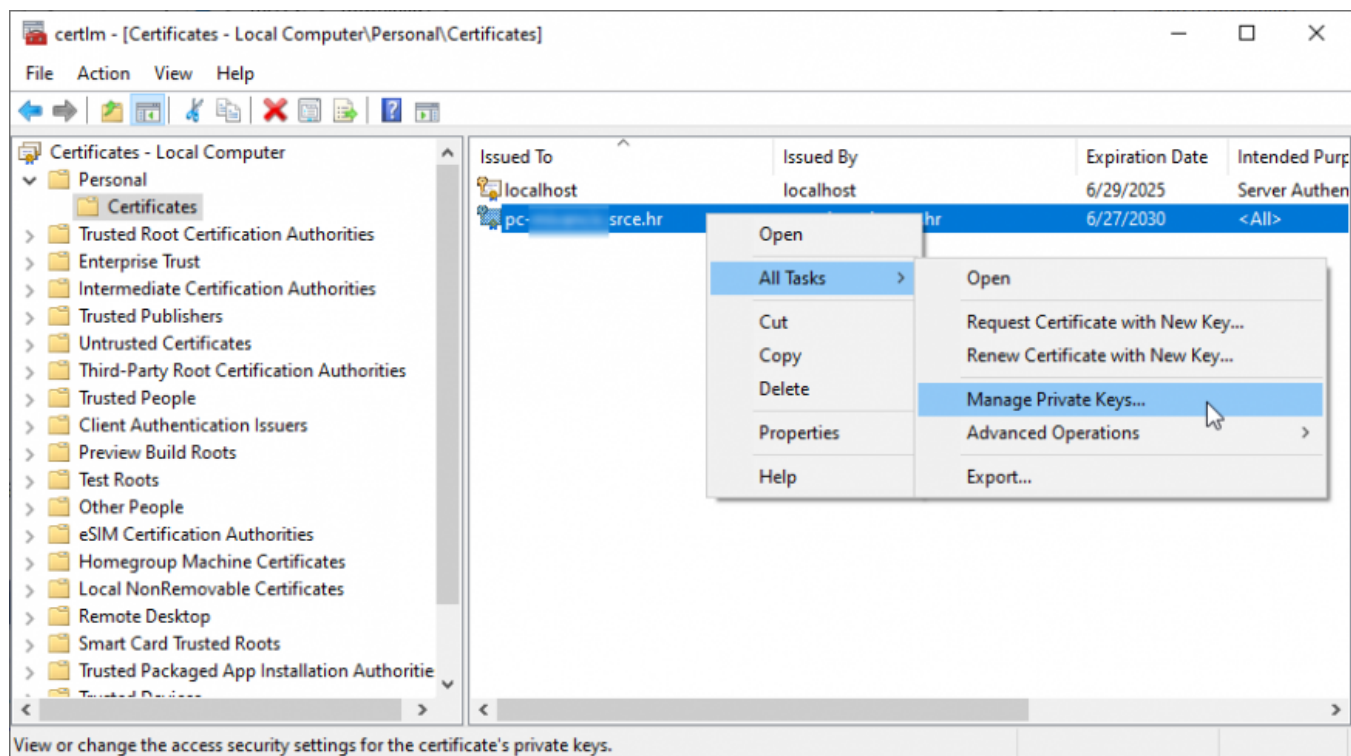 certlm - [Certificates - Local Computer\Personal\Certificates]
File Action View Help
Certificates - Local Computer
Personal
Certificates
Trusted Root Certification Authorities
Enterprise Trust
Intermediate Certification Authorities
Trusted Publishers
Untrusted Certificates
Third-Party Root Certification Authorities
Trusted People
Client Authentication Issuers
Preview Build Roots
Test Roots
Other People
eSIM Certification Authorities
Homegroup Machine Certificates
Local NonRemovable Certificates
Remote Desktop
Smart Card Trusted Roots
Trusted Packaged App Installation Authoritie
Issued To Issued By Expiration Date Intended Purp
localhost localhost 6/29/2025 Server Authen
pc- srce.hr hr 6/27/2030 <All>
Open
All Tasks
Cut
Copy
Delete
Properties
Help
Open
Request Certificate with New Key...
Renew Certificate with New Key...
Manage Private Keys...
Advanced Operations
Export...
View or change the access security settings for the certificate's private keys.